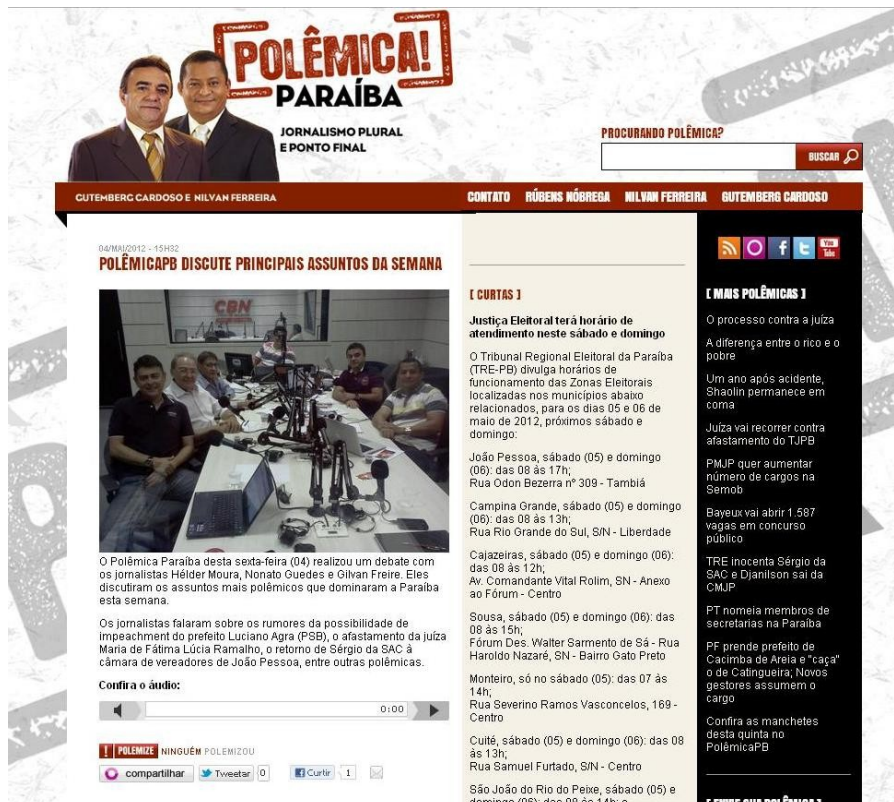 POLÊMICA!
PARAÍBA
JORNALISMO PLURAL
E PONTO FINAL
PROCURANDO POLÊMICA?
BUSCAR
GUTEMBERG CARDOSO E NILVAN FERREIRA
CONTATO RÚBENS NÓBREGA NILVAN FERREIRA GUTEMBERG CARDOSO
04/MAI/2012 - 15H32
POLÊMICAPB DISCUTE PRINCIPAIS ASSUNTOS DA SEMANA
CBN
O Polêmica Paraíba desta sexta-feira (04) realizou um debate com
os jornalistas Hélder Moura, Nonato Guedes e Gilvan Freire. Eles
discutiram os assuntos mais polêmicos que dominaram a Paraíba
esta semana.
Os jornalistas falaram sobre os rumores da possibilidade de
impeachment do prefeito Luciano Agra (PSB), o afastamento da juíza
Maria de Fátima Lúcia Ramalho, o retorno de Sérgio da SAC à
câmara de vereadores de João Pessoa, entre outras polêmicas.
Confira o áudio:
0:00
! POLEMIZE NINGUÉM POLEMIZOU
compartilhar Tweetar 0 Curtir 1
[ CURTAS ]
Justiça Eleitoral terá horário de
atendimento neste sábado e domingo
O Tribunal Regional Eleitoral da Paraíba
(TRE-PB) divulga horários de
funcionamento das Zonas Eleitorais
localizadas nos municípios abaixo
relacionados, para os dias 05 e 06 de
maio de 2012, próximos sábado e
domingo:
João Pessoa, sábado (05) e domingo
(06): das 08 às 17h;
Rua Odon Bezerra nº 309 - Tambiá
Campina Grande, sábado (05) e domingo
(06): das 08 às 13h;
Rua Rio Grande do Sul, S/N - Liberdade
Cajazeiras, sábado (05) e domingo (06):
das 08 às 12h;
Av. Comandante Vital Rolim, SN - Anexo
ao Fórum - Centro
Sousa, sábado (05) e domingo (06): das
08 às 15h;
Fórum Des. Walter Sarmento de Sá - Rua
Haroldo Nazaré, SN - Bairro Gato Preto
Monteiro, só no sábado (05): das 07 às
14h;
Rua Severino Ramos Vasconcelos, 169 -
Centro
Cuité, sábado (05) e domingo (06): das 08
às 13h;
Rua Samuel Furtado, S/N - Centro
São João do Rio do Peixe, sábado (05) e
domingo (06): das 08 às 14h; e
You
Tube
[ MAIS POLÊMICAS ]
O processo contra a juíza
A diferença entre o rico e o
pobre
Um ano após acidente,
Shaolin permanece em
coma
Juíza vai recorrer contra
afastamento do TJPB
PMJP quer aumentar
número de cargos na
Semob
Bayeux vai abrir 1.587
vagas em concurso
público
TRE inocenta Sérgio da
SAC e Djanilson sai da
CMJP
PT nomeia membros de
secretarias na Paraíba
PF prende prefeito de
Cacimba de Areia e "caça"
o de Catingueira; Novos
gestores assumem o
cargo
Confira as manchetes
desta quinta no
PolêmicaPB